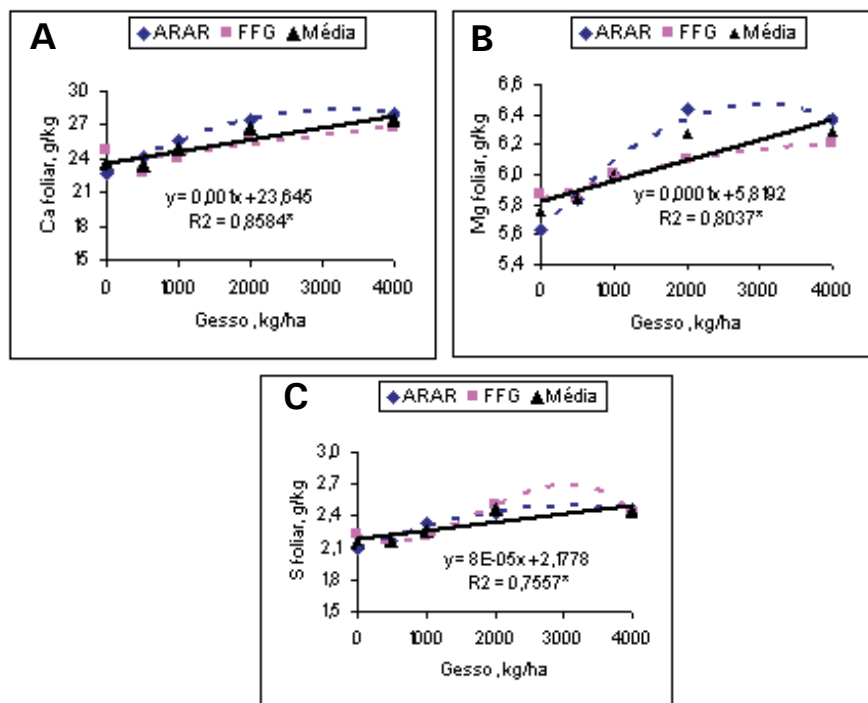 A
ARAR FFG Média
Ca foliar, g/kg
30
27
24
21
18
15
y = 0,001x + 23,645
R2 = 0,8584*
0 1000 2000 3000 4000
Gesso, kg/ha
B
ARAR FFG Média
Mg foliar, g/kg
6,6
6,4
6,2
6,0
5,8
5,6
5,4
y = 0,0001x + 5,8192
R2 = 0,8037*
0 1000 2000 3000 4000
Gesso, kg/ha
C
ARAR FFG Média
S foliar, g/kg
3,0
2,7
2,4
2,1
1,8
1,5
y = 8E-05x + 2,1778
R2 = 0,7557*
0 1000 2000 3000 4000
Gesso, kg/ha